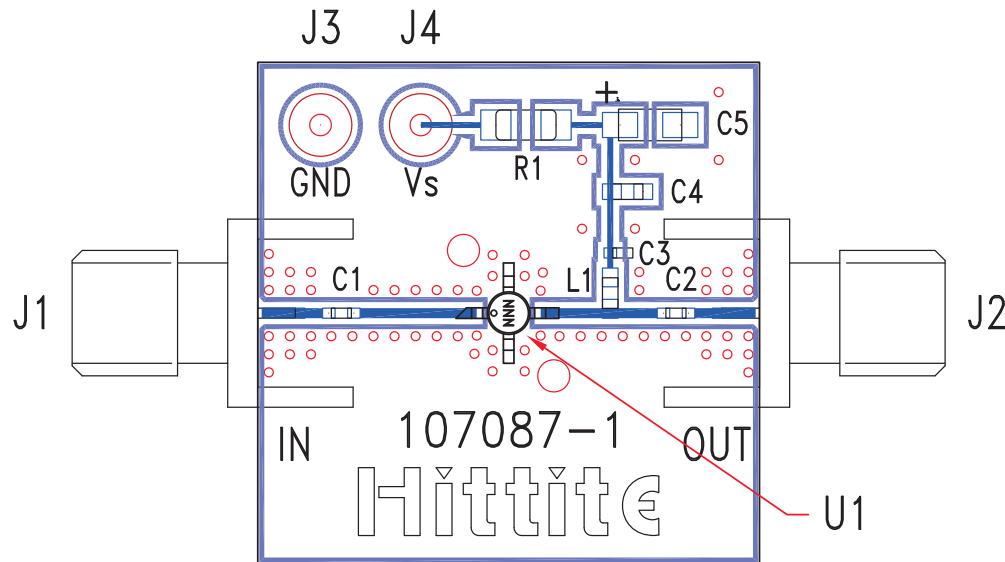 J3 J4
+
C5
R1
GND Vs
C4
C3
C1 L1 C2
J1 NNN J2
107087-1
IN OUT
Hittite
U1